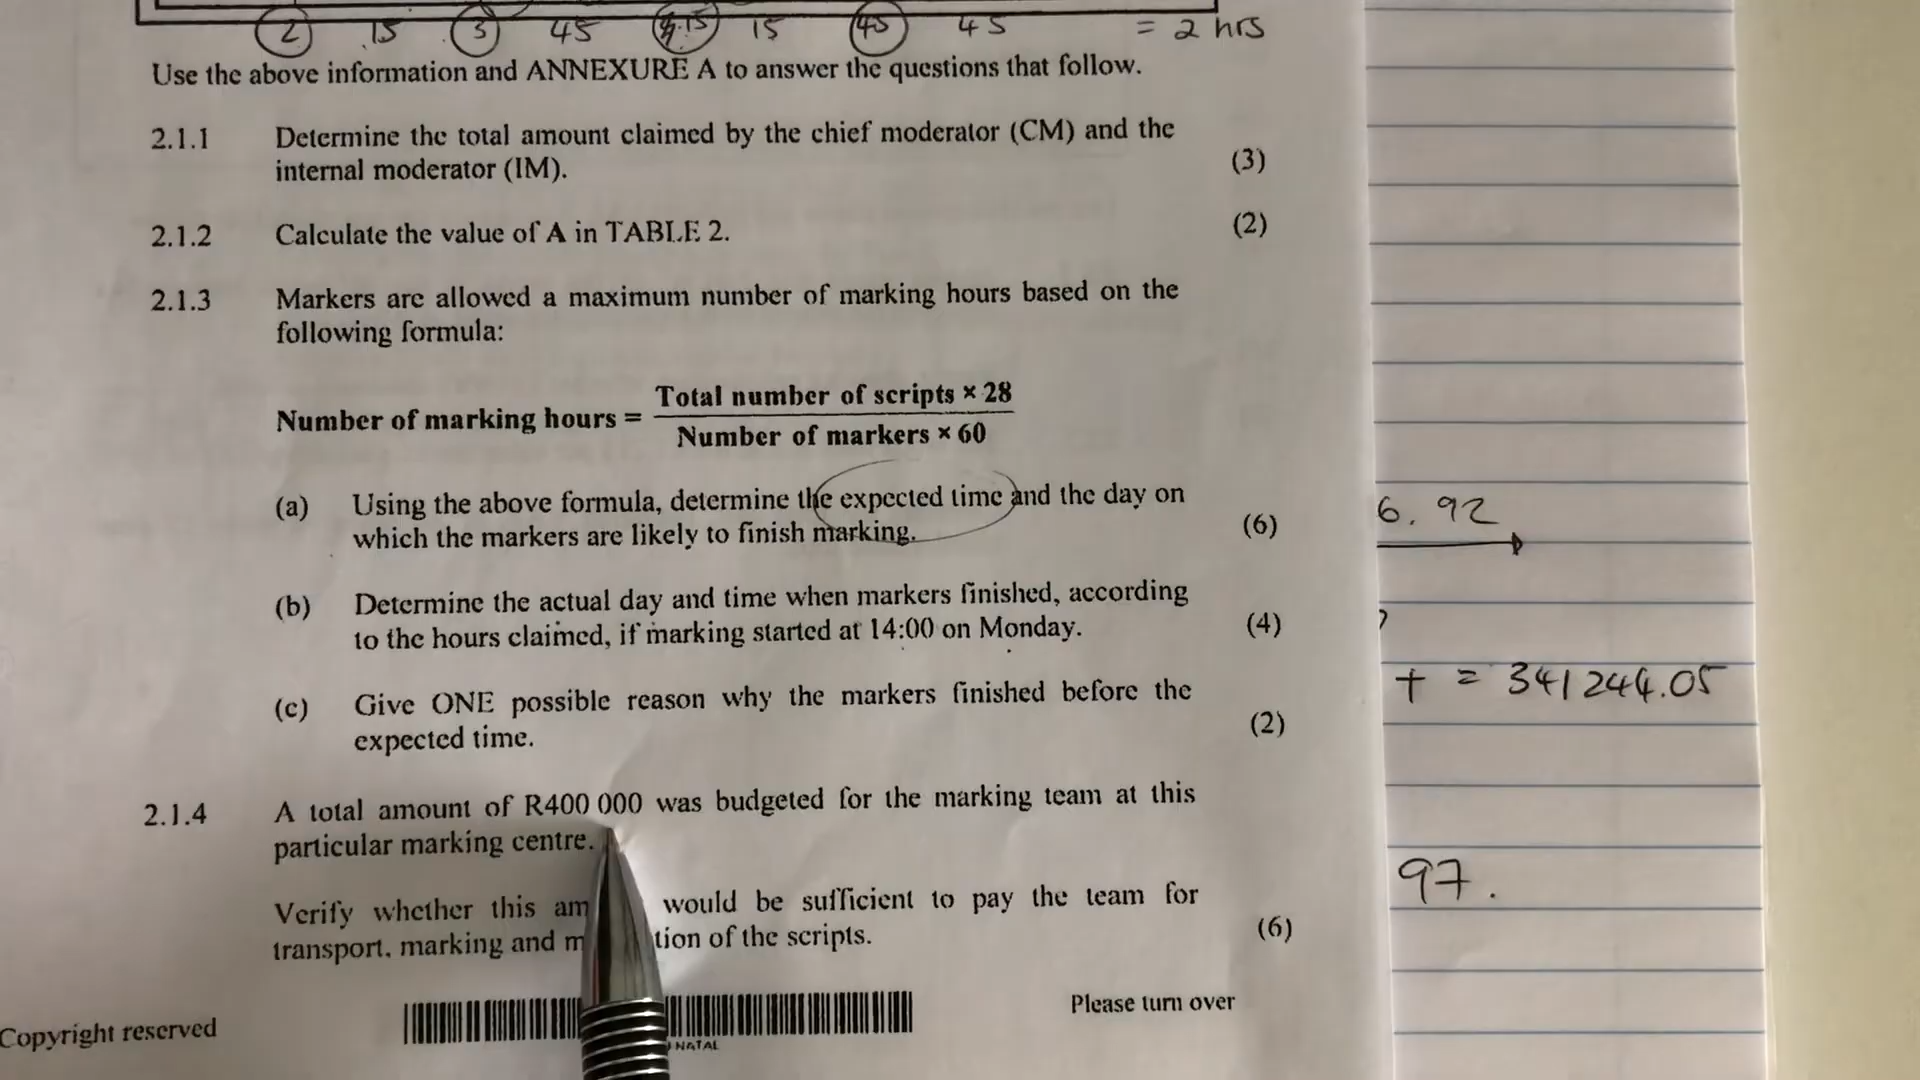 2 15 3 45 15 45 45 = 2 hrs
Use the above information and ANNEXURE A to answer the questions that follow.
2.1.1 Determine the total amount claimed by the chief moderator (CM) and the
internal moderator (IM). (3)
2.1.2 Calculate the value of A in TABLE 2. (2)
2.1.3 Markers are allowed a maximum number of marking hours based on the
following formula:
Total number of scripts × 28
Number of marking hours =
Number of markers × 60
(a) Using the above formula, determine the expected time and the day on
which the markers are likely to finish marking. (6)
(b) Determine the actual day and time when markers finished, according
to the hours claimed, if marking started at 14:00 on Monday. (4)
(c) Give ONE possible reason why the markers finished before the
expected time. (2)
2.1.4 A total amount of R400 000 was budgeted for the marking team at this
particular marking centre.
Verify whether this am would be sufficient to pay the team for
transport, marking and m tion of the scripts. (6)
Copyright reserved
Please turn over
NATAL
6.92
+ = 341244.05
97.